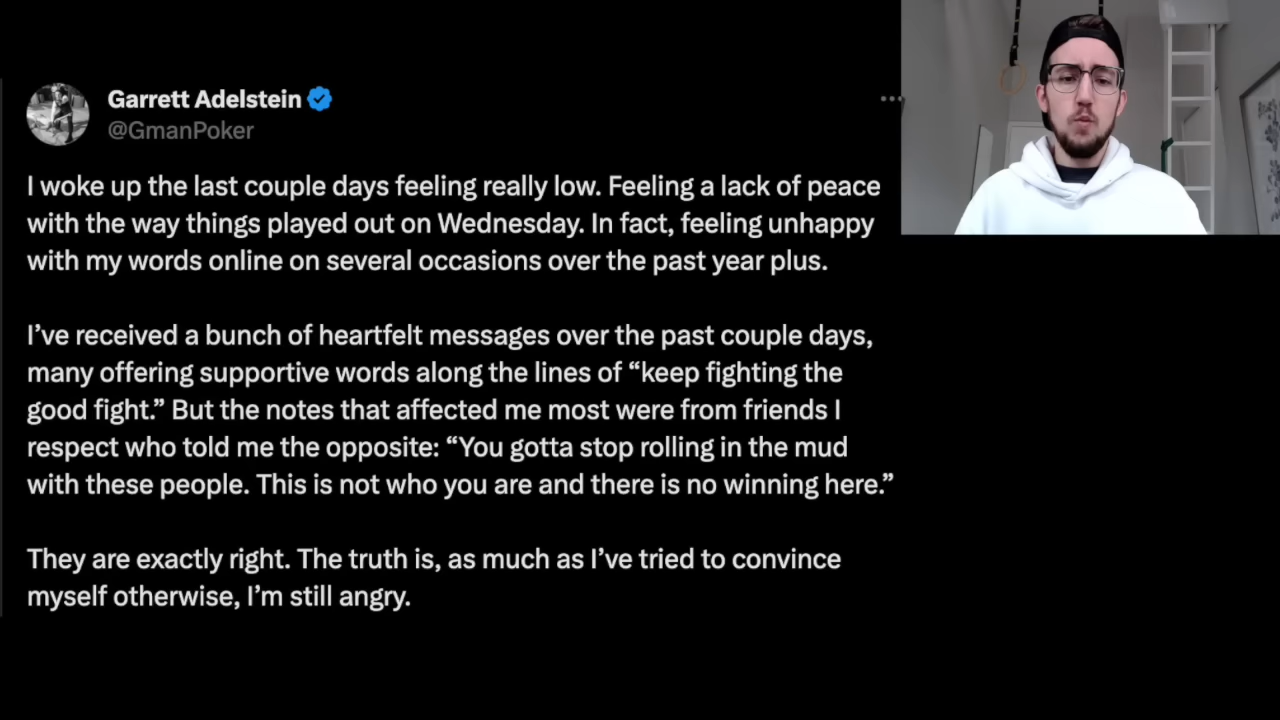 Garrett Adelstein
@GmanPoker
I woke up the last couple days feeling really low. Feeling a lack of peace
with the way things played out on Wednesday. In fact, feeling unhappy
with my words online on several occasions over the past year plus.
I’ve received a bunch of heartfelt messages over the past couple days,
many offering supportive words along the lines of “keep fighting the
good fight.” But the notes that affected me most were from friends I
respect who told me the opposite: “You gotta stop rolling in the mud
with these people. This is not who you are and there is no winning here.”
They are exactly right. The truth is, as much as I’ve tried to convince
myself otherwise, I’m still angry.